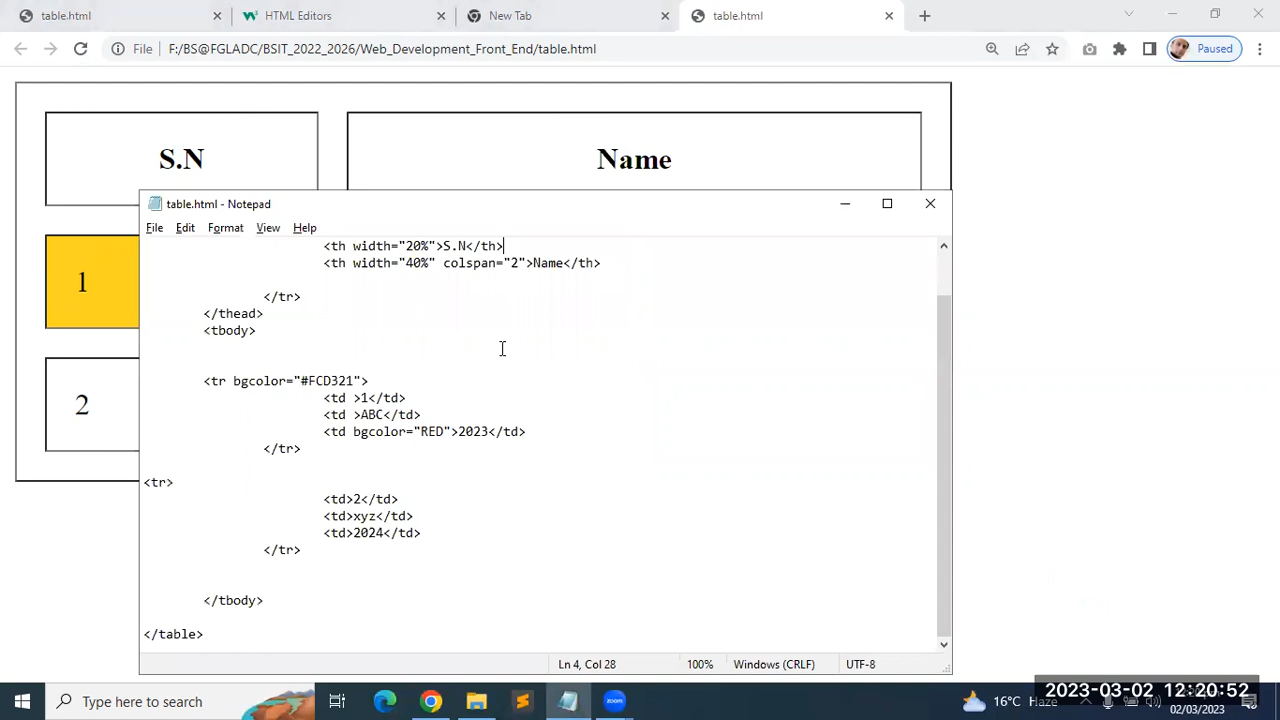 table.html
HTML Editors
New Tab
table.html
File
F:/BS@FGLADC/BSIT_2022_2026/Web_Development_Front_End/table.html
Paused
S.N
Name
1
2
table.html - Notepad
File Edit Format View Help
<th width="20%">S.N</th>
<th width="40%" colspan="2">Name</th>
</tr>
</thead>
<tbody>
<tr bgcolor="#FCD321">
<td >1</td>
<td >ABC</td>
<td bgcolor="RED">2023</td>
</tr>
<tr>
<td>2</td>
<td>xyz</td>
<td>2024</td>
</tr>
</tbody>
</table>
Ln 4, Col 28 100% Windows (CRLF) UTF-8
Type here to search
zoom
16°C Haze
2023-03-02 12:20:52
02/03/2023